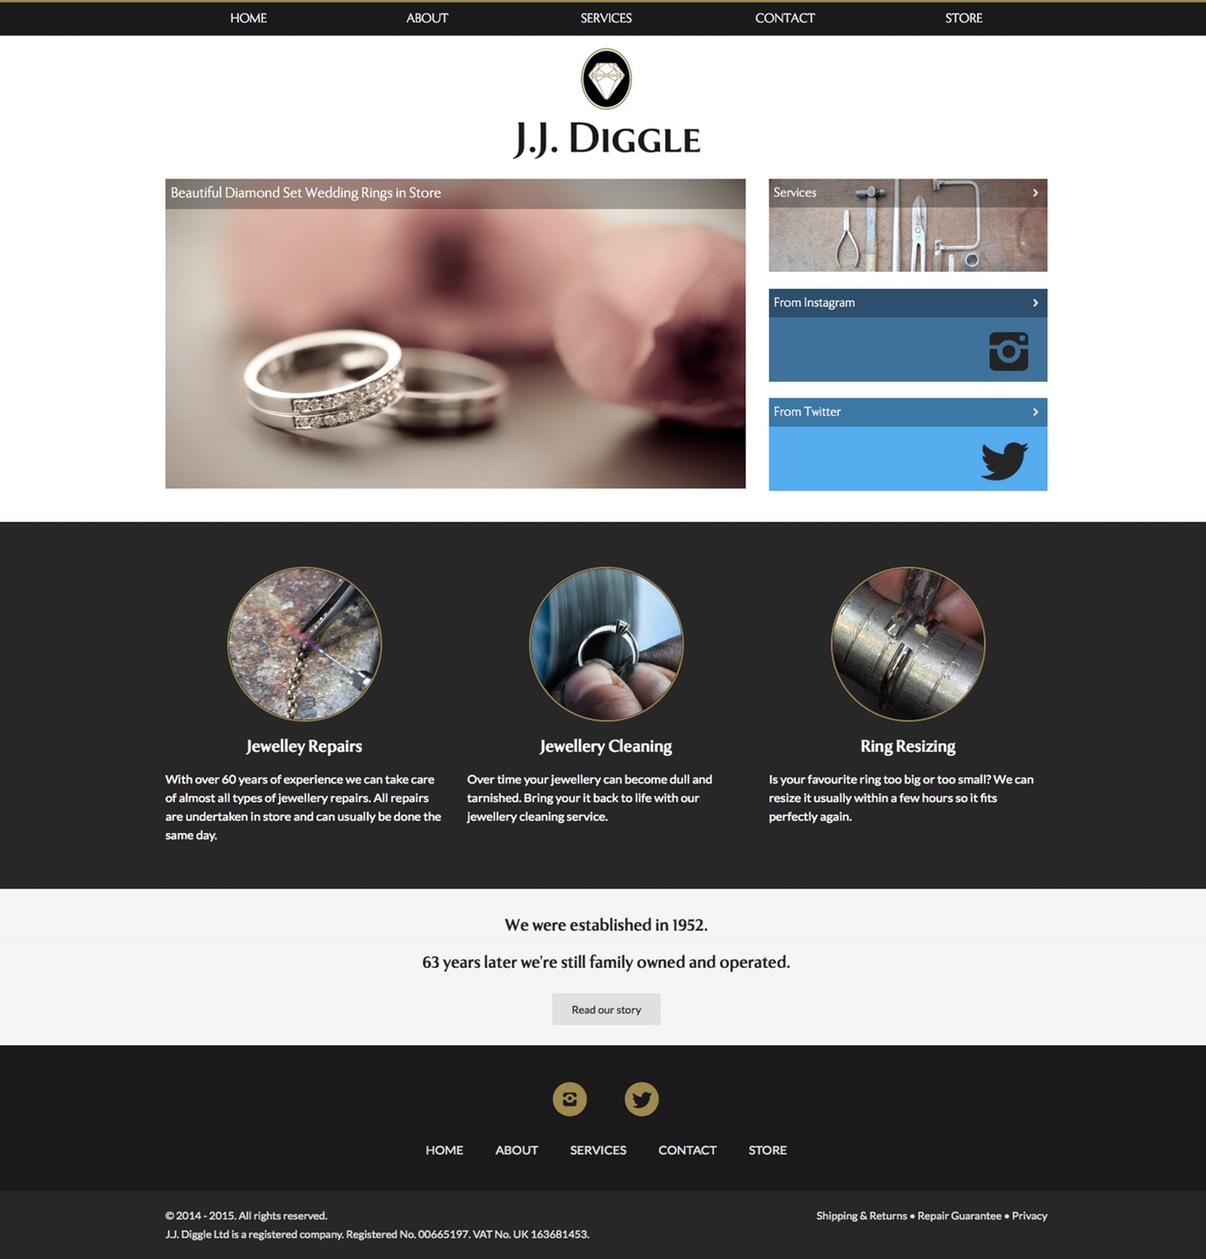 HOME ABOUT SERVICES CONTACT STORE
J.J. DIGGLE
Beautiful Diamond Set Wedding Rings in Store
Services
From Instagram
From Twitter
Jewelley Repairs
With over 60 years of experience we can take care
of almost all types of jewellery repairs. All repairs
are undertaken in store and can usually be done the
same day.
Jewellery Cleaning
Over time your jewellery can become dull and
tarnished. Bring your it back to life with our
jewellery cleaning service.
Ring Resizing
Is your favourite ring too big or too small? We can
resize it usually within a few hours so it fits
perfectly again.
We were established in 1952.
63 years later we're still family owned and operated.
Read our story
HOME ABOUT SERVICES CONTACT STORE
© 2014 - 2015. All rights reserved.
J.J. Diggle Ltd is a registered company. Registered No. 00665197. VAT No. UK 163681453.
Shipping & Returns • Repair Guarantee • Privacy